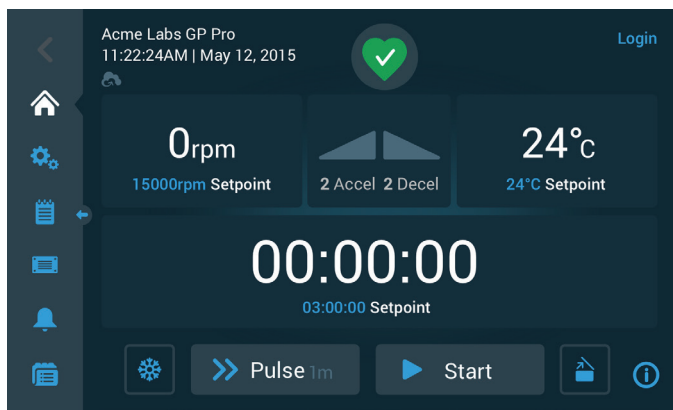 Acme Labs GP Pro
11:22:24AM | May 12, 2015
Login
0rpm
15000rpm Setpoint
2 Accel 2 Decel
24°C
24°C Setpoint
00:00:00
03:00:00 Setpoint
Pulse 1m
Start